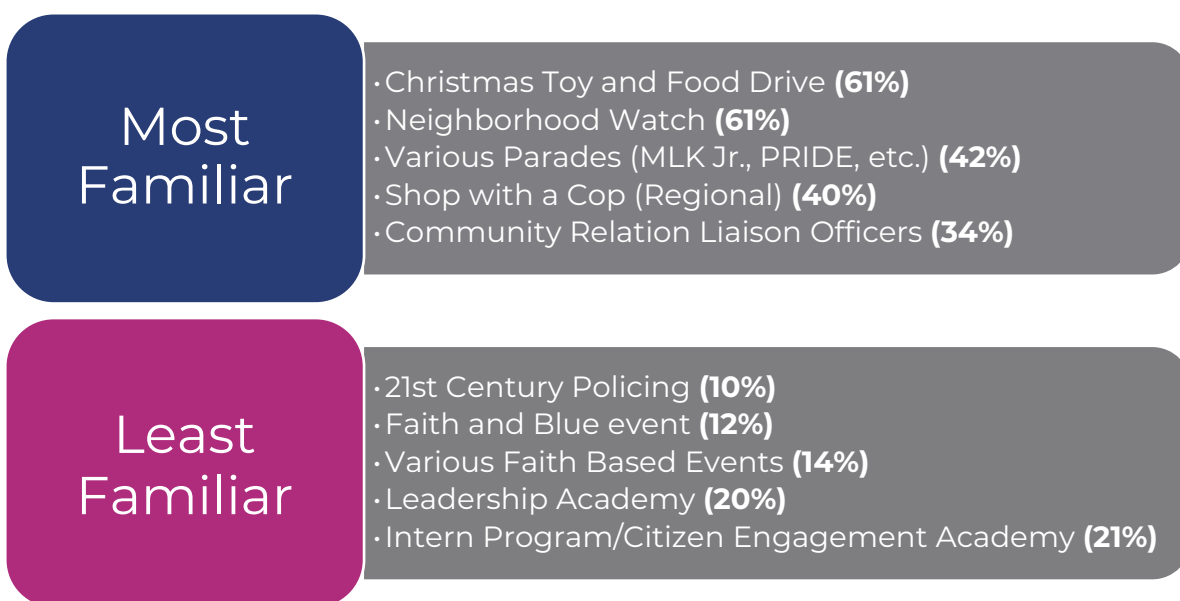 Most
Familiar
·Christmas Toy and Food Drive (61%)
·Neighborhood Watch (61%)
·Various Parades (MLK Jr., PRIDE, etc.) (42%)
·Shop with a Cop (Regional) (40%)
·Community Relation Liaison Officers (34%)
Least
Familiar
·21st Century Policing (10%)
·Faith and Blue event (12%)
·Various Faith Based Events (14%)
·Leadership Academy (20%)
·Intern Program/Citizen Engagement Academy (21%)